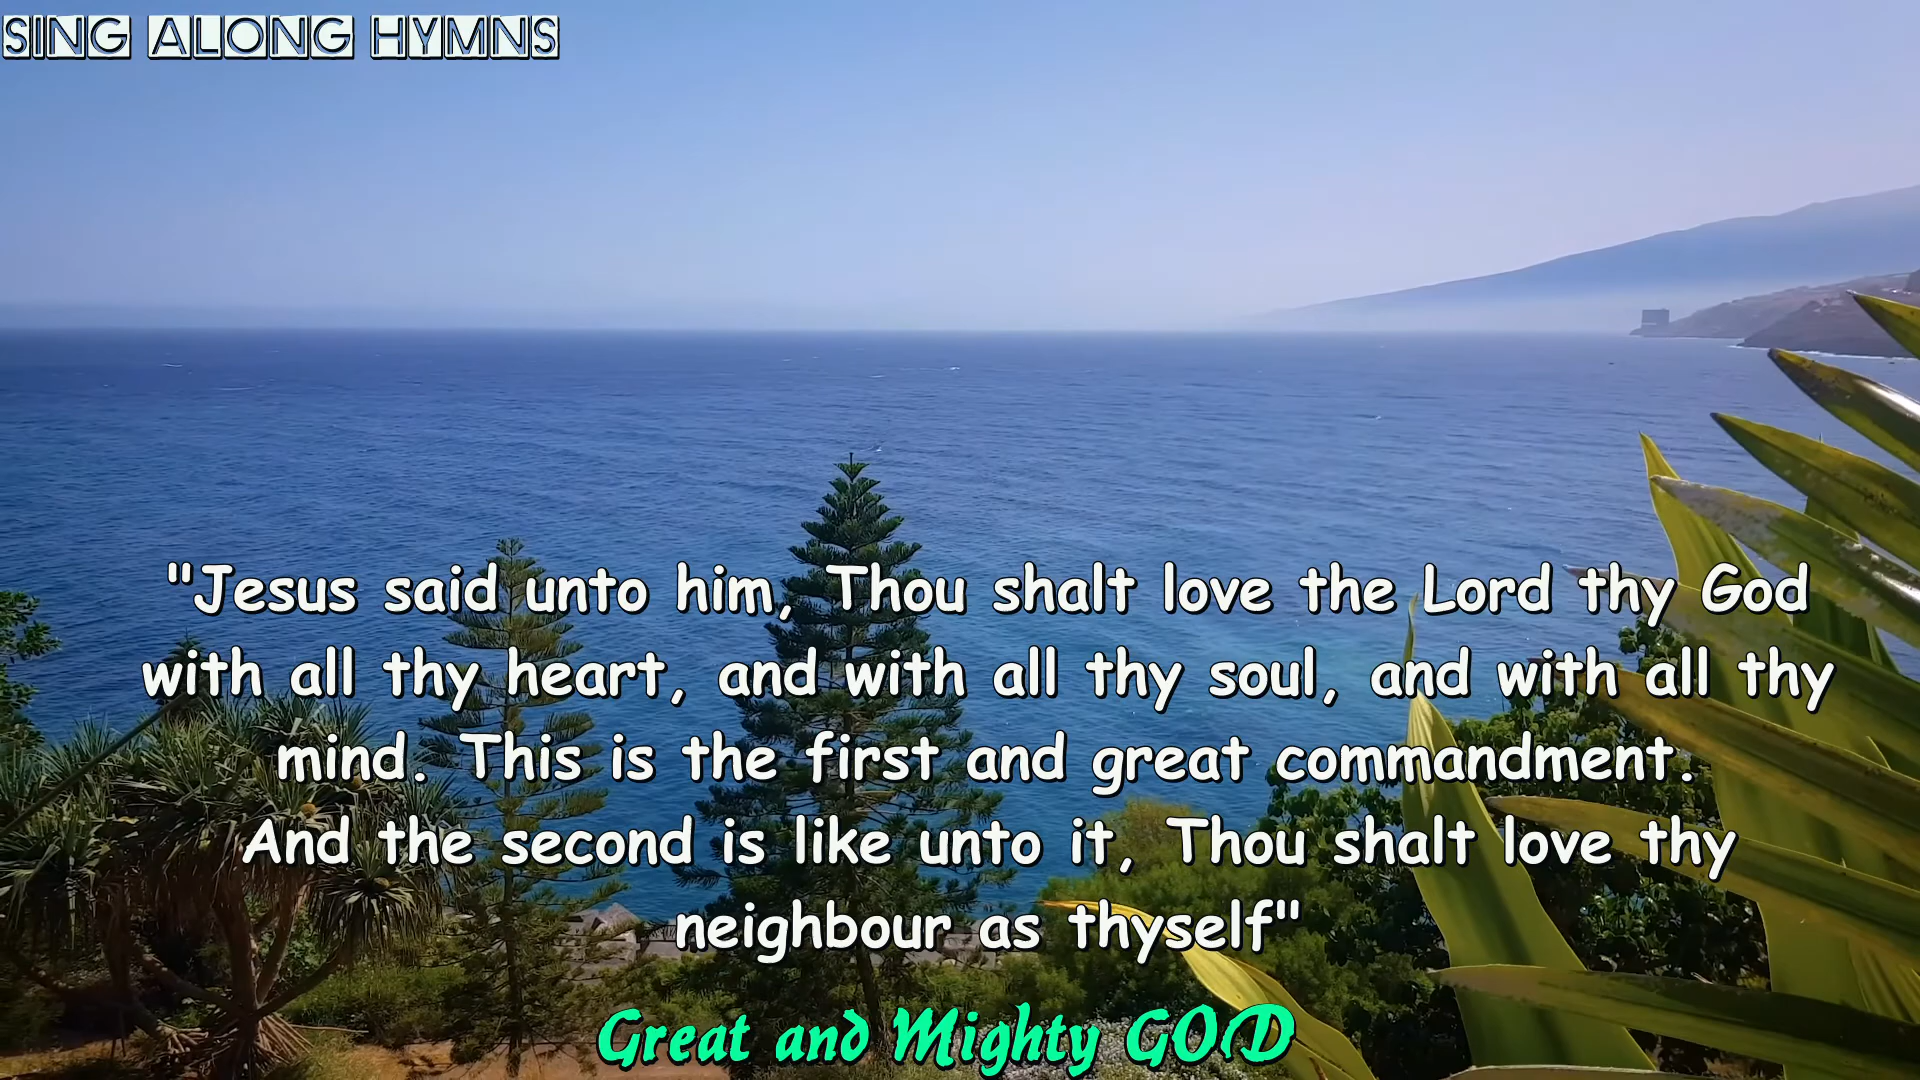 SING ALONG HYMNS
"Jesus said unto him, Thou shalt love the Lord thy God
with all thy heart, and with all thy soul, and with all thy
mind. This is the first and great commandment.
And the second is like unto it, Thou shalt love thy
neighbour as thyself"
Great and Mighty GOD